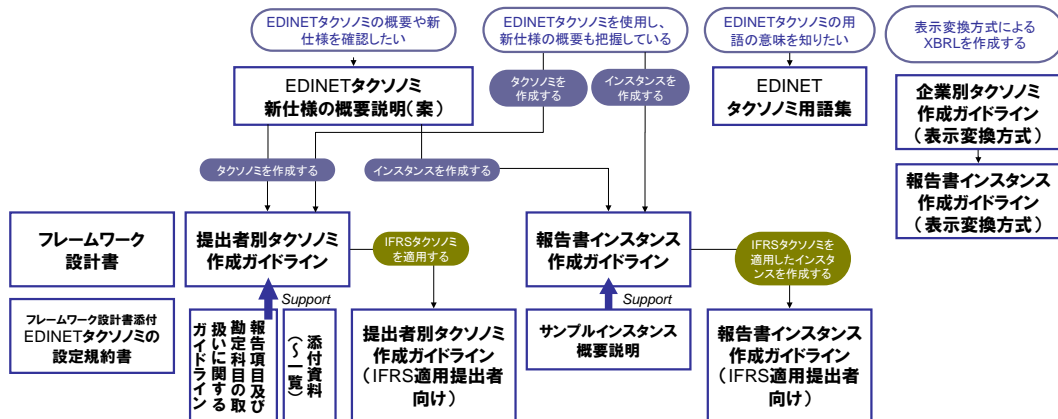 EDINETタクソノミの概要や新
仕様を確認したい
EDINETタクソノミを使用し、
新仕様の概要も把握している
EDINETタクソノミの用
語の意味を知りたい
表示変換方式による
XBRLを作成する
EDINETタクソノミ
新仕様の概要説明(案)
タクソノミを
作成する
インスタンスを
作成する
EDINET
タクソノミ用語集
企業別タクソノミ
作成ガイドライン
(表示変換方式)
タクソノミを作成する
インスタンスを作成する
報告書インスタンス
作成ガイドライン
(表示変換方式)
フレームワーク
設計書
提出者別タクソノミ
作成ガイドライン
IFRSタクソノミ
を適用する
報告書インスタンス
作成ガイドライン
IFRSタクソノミを
適用したインスタ
ンスを作成する
Support
Support
フレームワーク設計書添付
EDINETタクソノミの
設定規約書
報告項目及び
勘定科目の取
扱いに関する
ガイドライン
添付資料
(~一覧)
提出者別タクソノミ
作成ガイドライン
(IFRS適用提出者
向け)
サンプルインスタンス
概要説明
報告書インスタンス
作成ガイドライン
(IFRS適用提出者
向け)